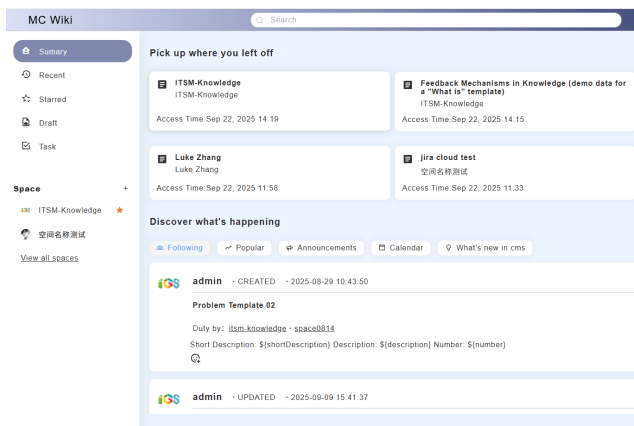 MC Wiki
Search
Sumary
Recent
Starred
Draft
Task
Space +
iGS ITSM-Knowledge
空间名称测试
View all spaces
Pick up where you left off
ITSM-Knowledge
ITSM-Knowledge
Access Time:Sep 22, 2025 14:19
Feedback Mechanisms in Knowledge (demo data for
a "What is" template)
ITSM-Knowledge
Access Time:Sep 22, 2025 14:15
Luke Zhang
Luke Zhang
Access Time:Sep 22, 2025 11:58
jira cloud test
空间名称测试
Access Time:Sep 22, 2025 11:33
Discover what's happening
Following Popular Announcements Calendar What's new in cms
iGS admin · CREATED · 2025-08-29 10:43:50
Problem Template 02
Duty by: itsm-knowledge · space0814
Short Description: ${shortDescription} Description: ${description} Number: ${number}
iGS admin · UPDATED · 2025-09-09 15:41:37